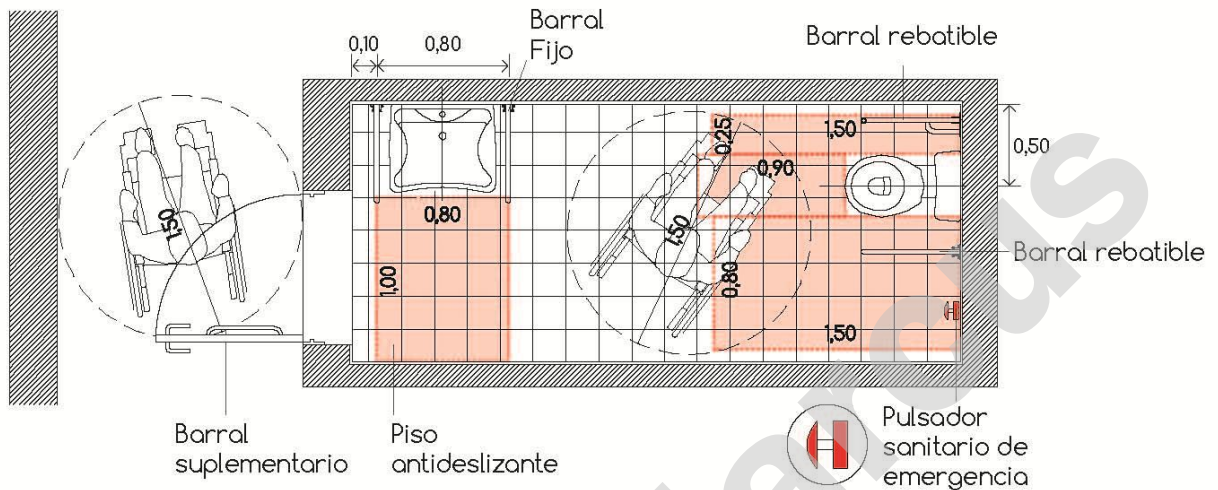 Barral
Fijo
0,10
0,80
Barral rebatible
1,50
0,25
0,90
0,50
1,50
0,80
1,50
Barral rebatible
1,00
0,80
1,50
Barral
suplementario
Piso
antideslizante
Pulsador
sanitario de
emergencia